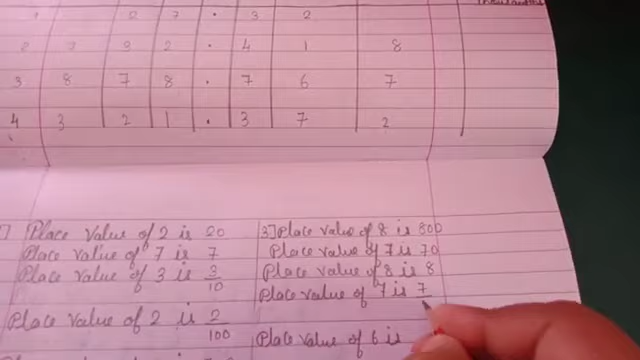 2 7 . 3 2
2 7 9 2 . 4 1 8
3 8 7 8 . 7 6 7
4 3 2 1 . 3 7 2
Place value of 2 is 20
Place value of 7 is 7
Place value of 3 is 3/10
Place value of 2 is 2/100
3] Place value of 8 is 800
Place value of 7 is 70
Place value of 8 is 8
Place value of 7 is 7
Place value of 6 is